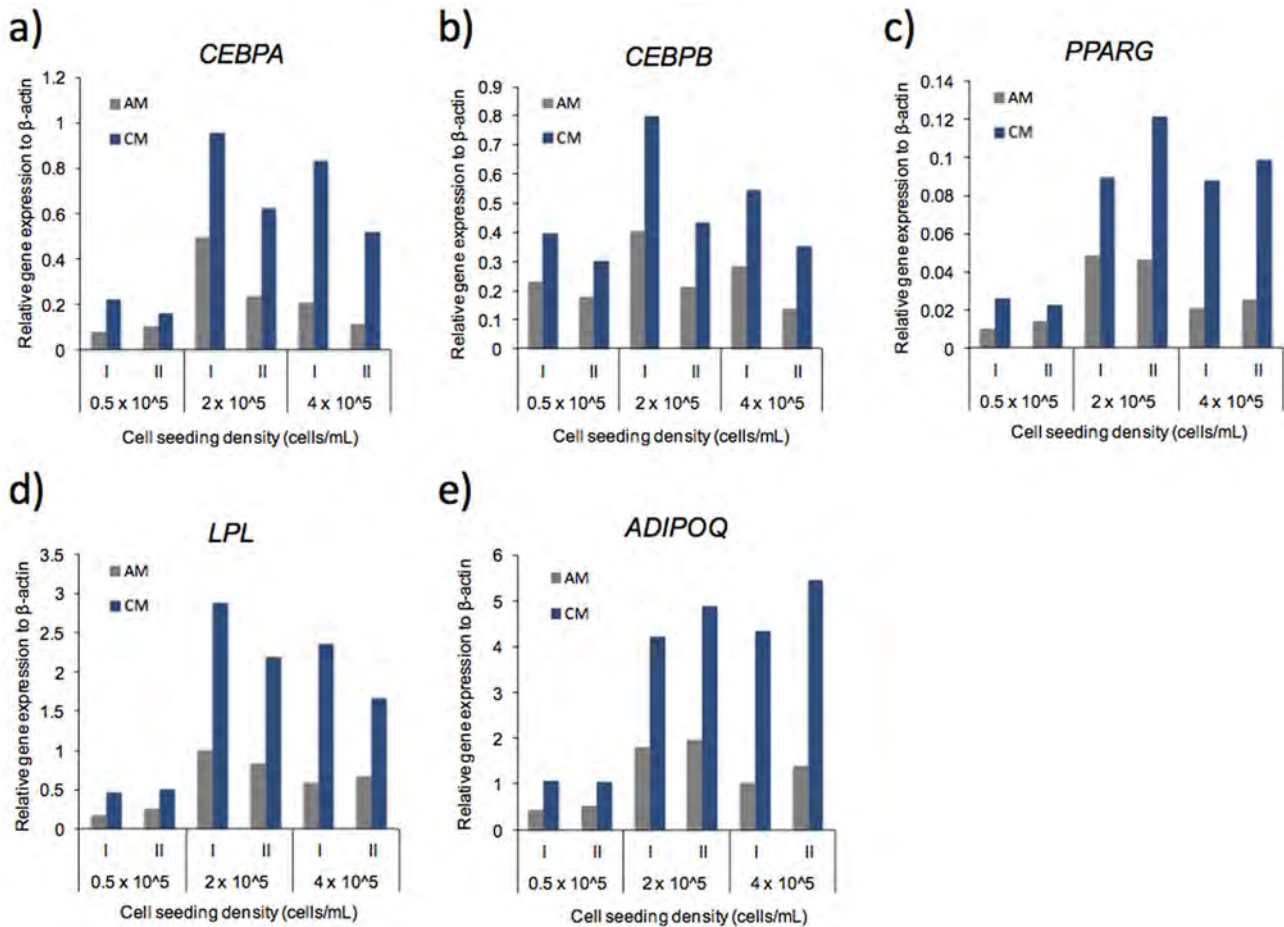 a)
CEBPA
Relative gene expression to β-actin
1.2
1
0.8
0.6
0.4
0.2
0
AM
CM
I II I II I II
0.5 x 10^5 2 x 10^5 4 x 10^5
Cell seeding density (cells/mL)
b)
CEBPB
Relative gene expression to β-actin
0.9
0.8
0.7
0.6
0.5
0.4
0.3
0.2
0.1
0
AM
CM
I II I II I II
0.5 x 10^5 2 x 10^5 4 x 10^5
Cell seeding density (cells/mL)
c)
PPARG
Relative gene expression to β-actin
0.14
0.12
0.1
0.08
0.06
0.04
0.02
0
AM
CM
I II I II I II
0.5 x 10^5 2 x 10^5 4 x 10^5
Cell seeding density (cells/mL)
d)
LPL
Relative gene expression to β-actin
3.5
3
2.5
2
1.5
1
0.5
0
AM
CM
I II I II I II
0.5 x 10^5 2 x 10^5 4 x 10^5
Cell seeding density (cells/mL)
e)
ADIPOQ
Relative gene expression to β-actin
6
5
4
3
2
1
0
AM
CM
I II I II I II
0.5 x 10^5 2 x 10^5 4 x 10^5
Cell seeding density (cells/mL)